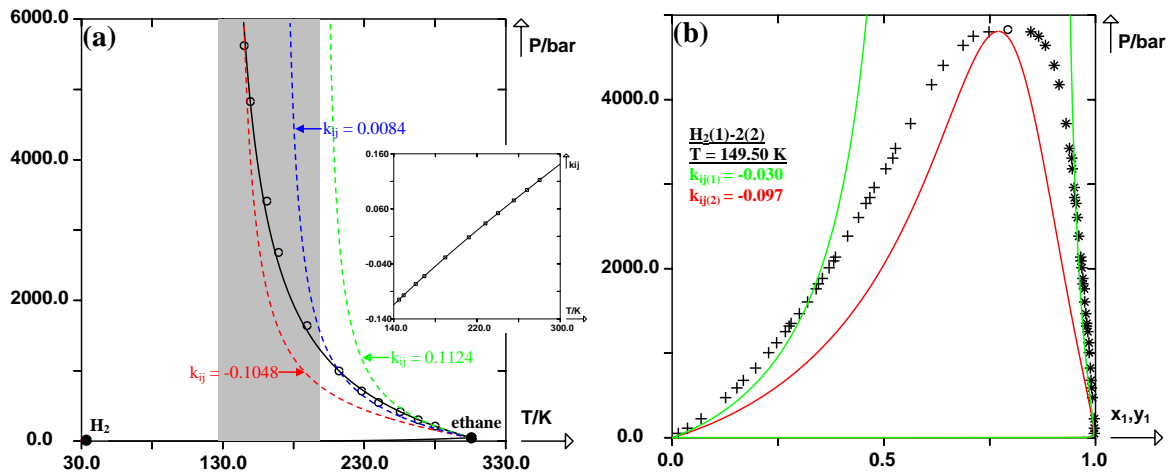 (a)
P/bar
6000.0
4000.0
2000.0
0.0
30.0
130.0
230.0
330.0
T/K
kij = 0.0084
kij = 0.1124
kij = -0.1048
H2
ethane
0.160
0.060
-0.040
-0.140
140.0
220.0
300.0
kij
T/K
(b)
P/bar
4000.0
2000.0
0.0
0.0
0.5
1.0
x1,y1
H2(1)-2(2)
T = 149.50 K
kij(1) = -0.030
kij(2) = -0.097